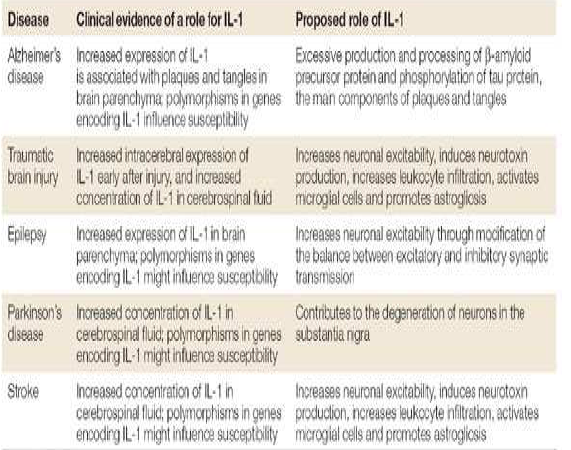 Disease Clinical evidence of a role for IL-1 Proposed role of IL-1
Alzheimer's disease
Increased expression of IL-1
is associated with plaques and tangles in
brain parenchyma; polymorphisms in genes
encoding IL-1 influence susceptibility
Excessive production and processing of β-amyloid
precursor protein and phosphorylation of tau protein,
the main components of plaques and tangles
Traumatic
brain injury
Increased intracerebral expression of
IL-1 early after injury, and increased
concentration of IL-1 in cerebrospinal fluid
Increases neuronal excitability, induces neurotoxin
production, increases leukocyte infiltration, activates
microglial cells and promotes astrogliosis
Epilepsy
Increased expression of IL-1 in brain
parenchyma; polymorphisms in genes
encoding IL-1 might influence susceptibility
Increases neuronal excitability through modification of
the balance between excitatory and inhibitory synaptic
transmission
Parkinson's
disease
Increased concentration of IL-1 in
cerebrospinal fluid; polymorphisms in genes
encoding IL-1 might influence susceptibility
Contributes to the degeneration of neurons in the
substantia nigra
Stroke
Increased concentration of IL-1 in
cerebrospinal fluid; polymorphisms in genes
encoding IL-1 might influence susceptibility
Increases neuronal excitability, induces neurotoxin
production, increases leukocyte infiltration, activates
microglial cells and promotes astrogliosis